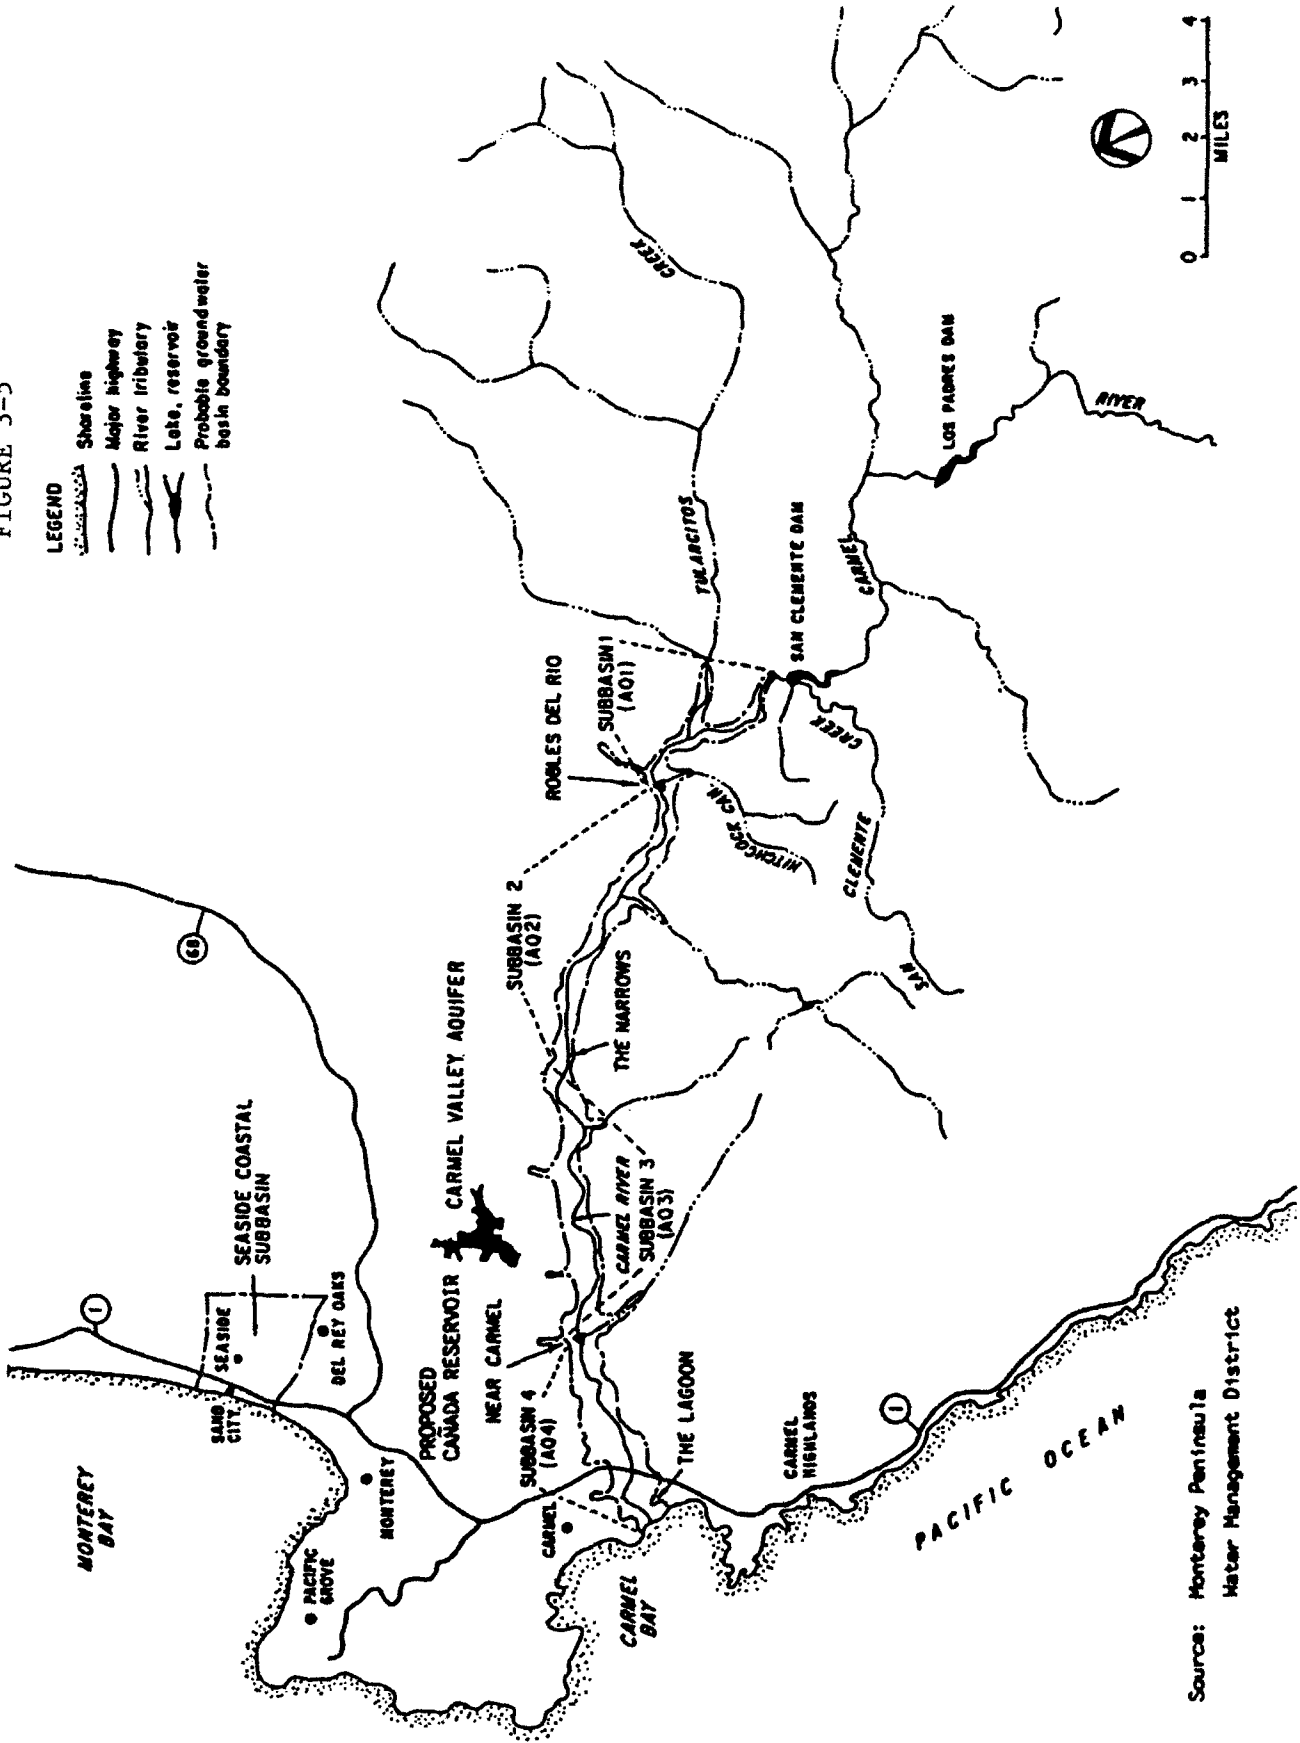 FIGURE 3-3
LEGEND
Shoreline
Major highway
River tributary
Lake, reservoir
Probable groundwater
basin boundary
MONTEREY
BAY
68
1
SEASIDE COASTAL
SUBBASIN
SEASIDE
SAND
CITY
DEL REY OAKS
MONTEREY
PACIFIC
GROVE
PROPOSED
CAÑADA RESERVOIR
CARMEL VALLEY AQUIFER
NEAR CARMEL
SUBBASIN 4
(AQ4)
CARMEL
CARMEL
BAY
THE LAGOON
CARMEL
HIGHLANDS
1
PACIFIC OCEAN
CARMEL RIVER
SUBBASIN 3
(AQ3)
THE NARROWS
SUBBASIN 2
(AQ2)
ROBLES DEL RIO
SUBBASIN 1
(AQ1)
TULARCITOS
CREEK
HITCHCOCK CAN
SAN
CLEMENTE
CREEK
SAN CLEMENTE DAM
CARMEL
RIVER
LOS PADRES DAM
0 1 2 3 4
MILES
Source: Monterey Peninsula
Water Management District